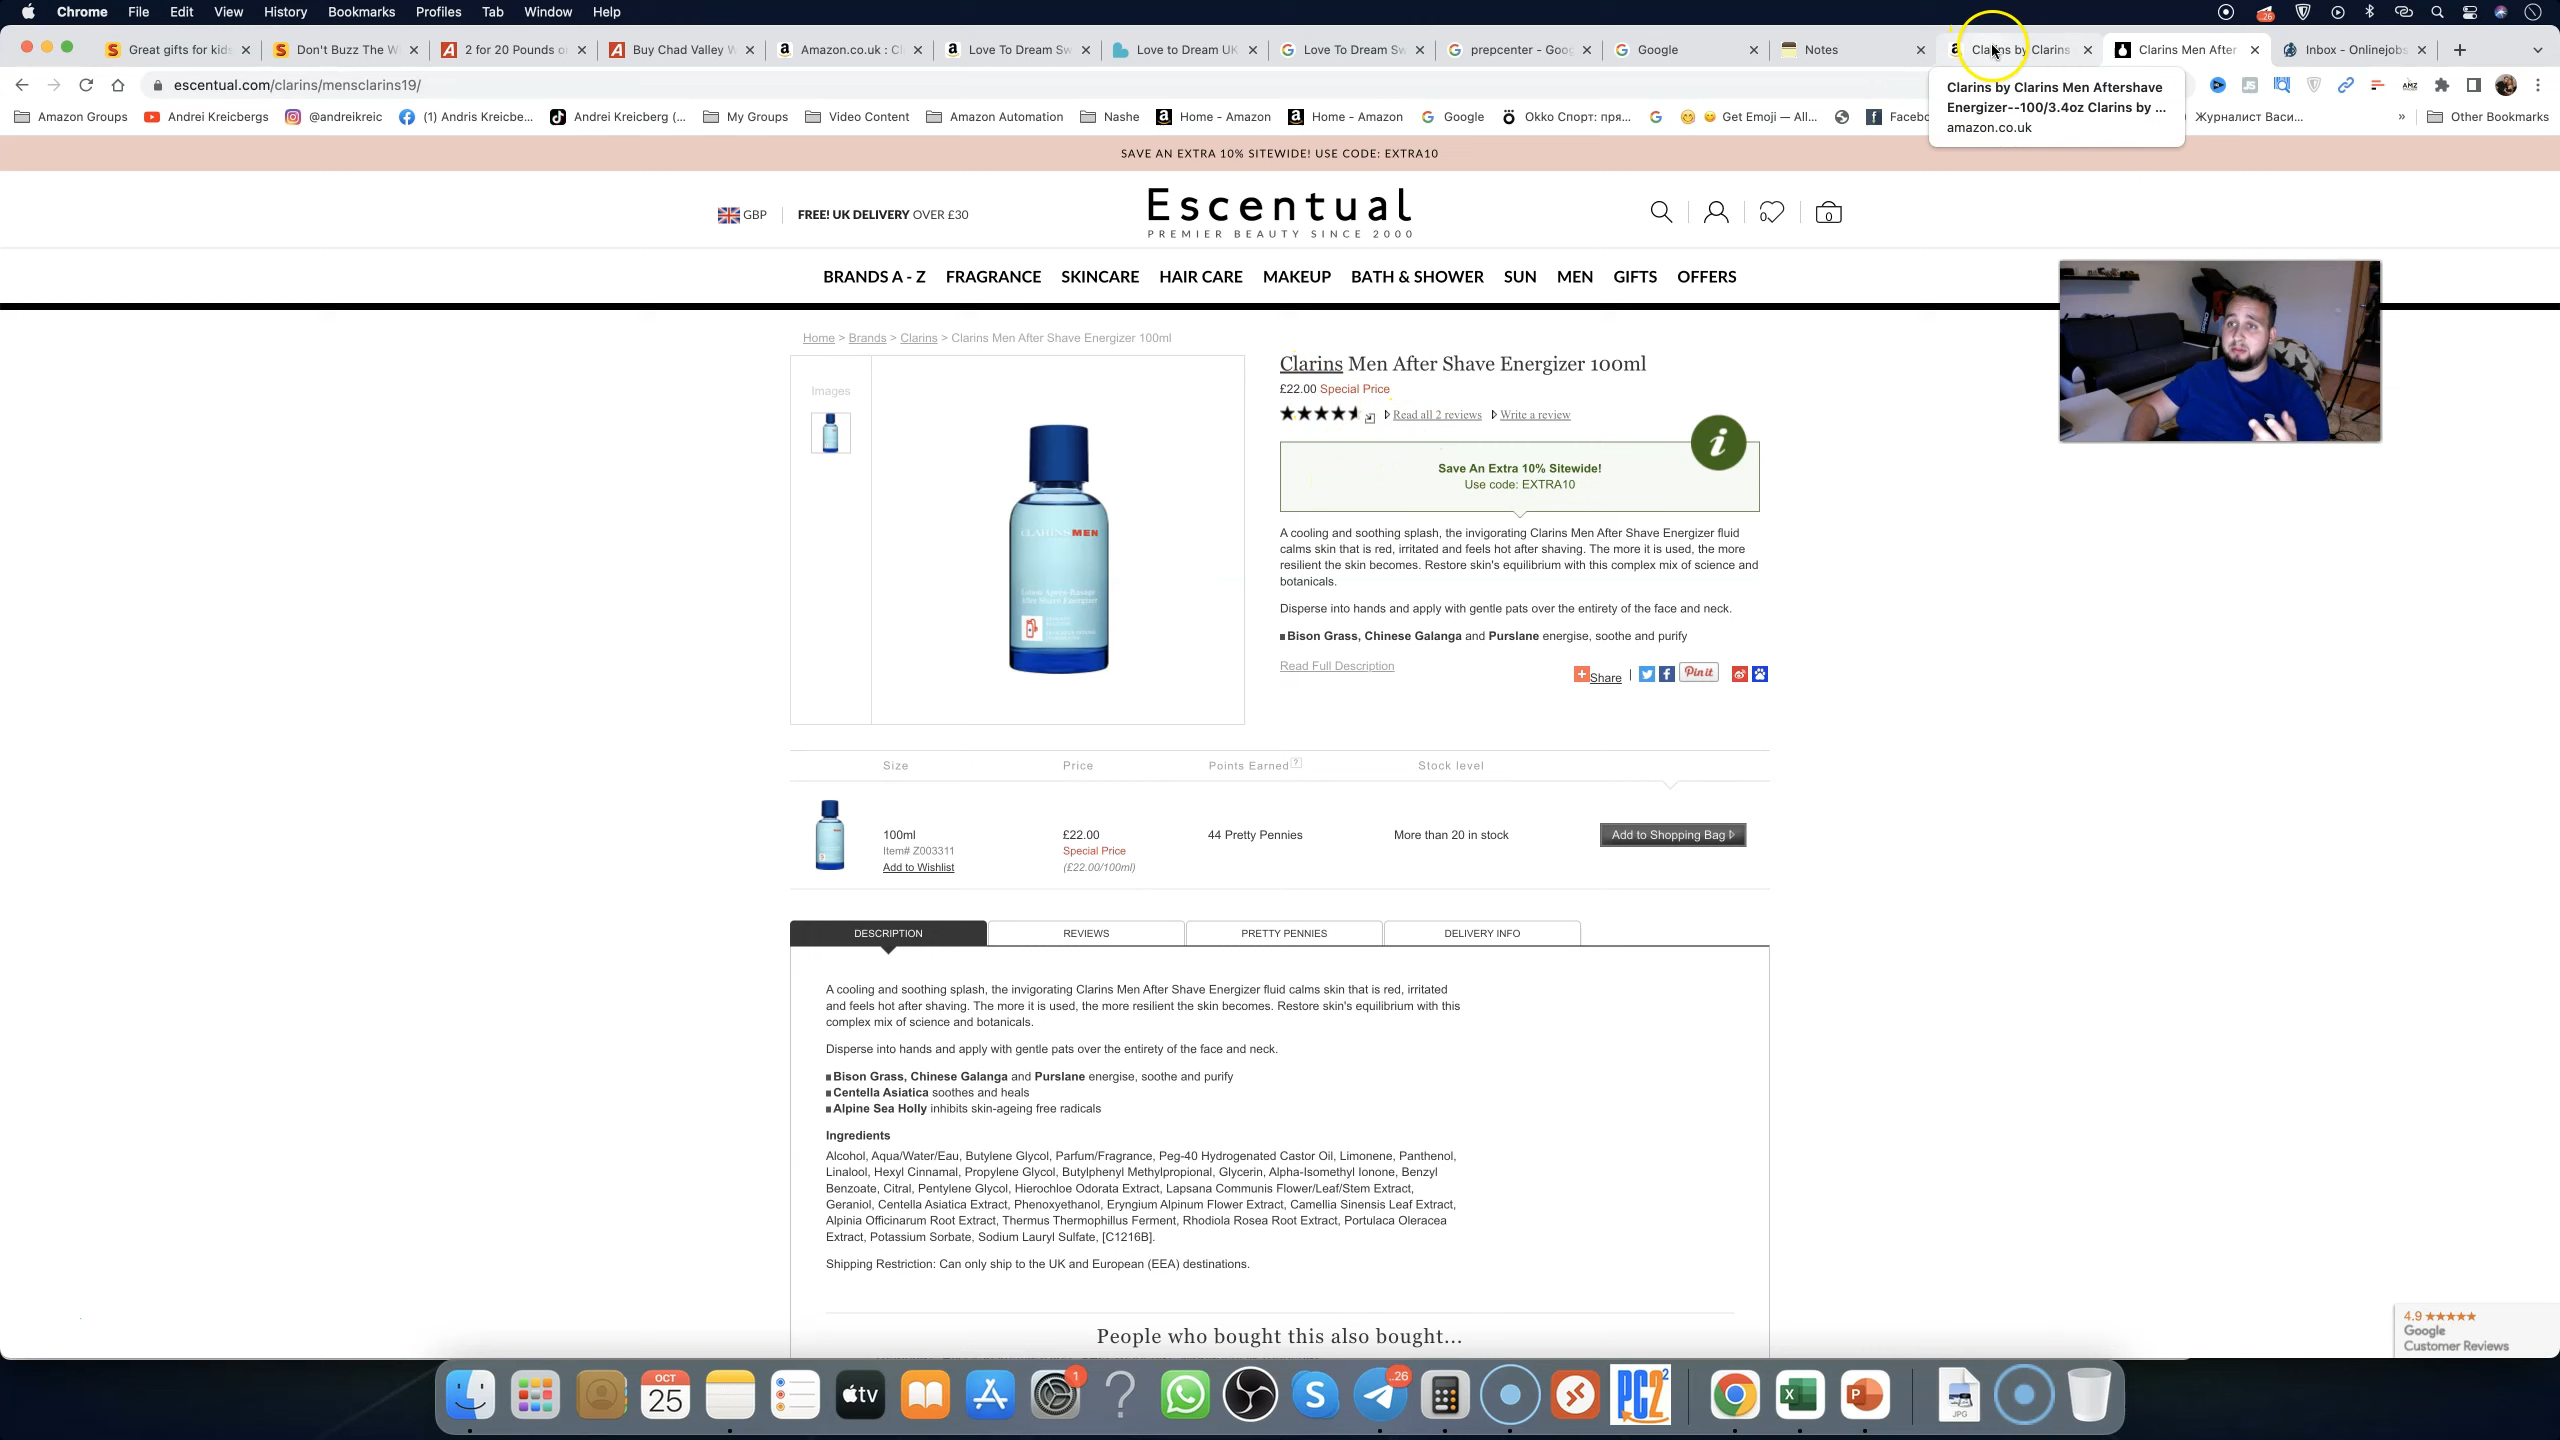 Chrome File Edit View History Bookmarks Profiles Tab Window Help
Great gifts for kids Don't Buzz The W 2 for 20 Pounds o Buy Chad Valley W Amazon.co.uk : Cl Love To Dream Sw Love to Dream UK Love To Dream Sw prepcenter - Goog Google Notes Clarins by Clarins Clarins Men After Inbox - Onlinejobs
escentual.com/clarins/mensclarins19/
Clarins by Clarins Men Aftershave
Energizer--100/3.4oz Clarins by ...
amazon.co.uk
Amazon Groups Andrei Kreicbergs @andreikreic (1) Andris Kreicbe... Andrei Kreicberg (... My Groups Video Content Amazon Automation Nashe Home - Amazon Home - Amazon Google Okko Спорт: пря... Get Emoji — All... Журналист Васи... » Other Bookmarks
SAVE AN EXTRA 10% SITEWIDE! USE CODE: EXTRA10
GBP FREE! UK DELIVERY OVER £30
Escentual
PREMIER BEAUTY SINCE 2000
0 0
BRANDS A - Z FRAGRANCE SKINCARE HAIR CARE MAKEUP BATH & SHOWER SUN MEN GIFTS OFFERS
Home > Brands > Clarins > Clarins Men After Shave Energizer 100ml
Images
CLARINS MEN
Lotion Après-Rasage
After Shave Energizer
Clarins Men After Shave Energizer 100ml
£22.00 Special Price
Read all 2 reviews Write a review
i
Save An Extra 10% Sitewide!
Use code: EXTRA10
A cooling and soothing splash, the invigorating Clarins Men After Shave Energizer fluid
calms skin that is red, irritated and feels hot after shaving. The more it is used, the more
resilient the skin becomes. Restore skin's equilibrium with this complex mix of science and
botanicals.
Disperse into hands and apply with gentle pats over the entirety of the face and neck.
Bison Grass, Chinese Galanga and Purslane energise, soothe and purify
Read Full Description
Share | Pin it
Size Price Points Earned ? Stock level
100ml £22.00 44 Pretty Pennies More than 20 in stock Add to Shopping Bag
Item# Z003311 Special Price
Add to Wishlist (£22.00/100ml)
DESCRIPTION REVIEWS PRETTY PENNIES DELIVERY INFO
A cooling and soothing splash, the invigorating Clarins Men After Shave Energizer fluid calms skin that is red, irritated
and feels hot after shaving. The more it is used, the more resilient the skin becomes. Restore skin's equilibrium with this
complex mix of science and botanicals.
Disperse into hands and apply with gentle pats over the entirety of the face and neck.
Bison Grass, Chinese Galanga and Purslane energise, soothe and purify
Centella Asiatica soothes and heals
Alpine Sea Holly inhibits skin-ageing free radicals
Ingredients
Alcohol, Aqua/Water/Eau, Butylene Glycol, Parfum/Fragrance, Peg-40 Hydrogenated Castor Oil, Limonene, Panthenol,
Linalool, Hexyl Cinnamal, Propylene Glycol, Butylphenyl Methylpropional, Glycerin, Alpha-Isomethyl Ionone, Benzyl
Benzoate, Citral, Pentylene Glycol, Hierochloe Odorata Extract, Lapsana Communis Flower/Leaf/Stem Extract,
Geraniol, Centella Asiatica Extract, Phenoxyethanol, Eryngium Alpinum Flower Extract, Camellia Sinensis Leaf Extract,
Alpinia Officinarum Root Extract, Thermus Thermophillus Ferment, Rhodiola Rosea Root Extract, Portulaca Oleracea
Extract, Potassium Sorbate, Sodium Lauryl Sulfate, [C1216B].
Shipping Restriction: Can only ship to the UK and European (EEA) destinations.
People who bought this also bought...
4.9
Google
Customer Reviews
OCT
25
tv
1
..26
PC2
JPG